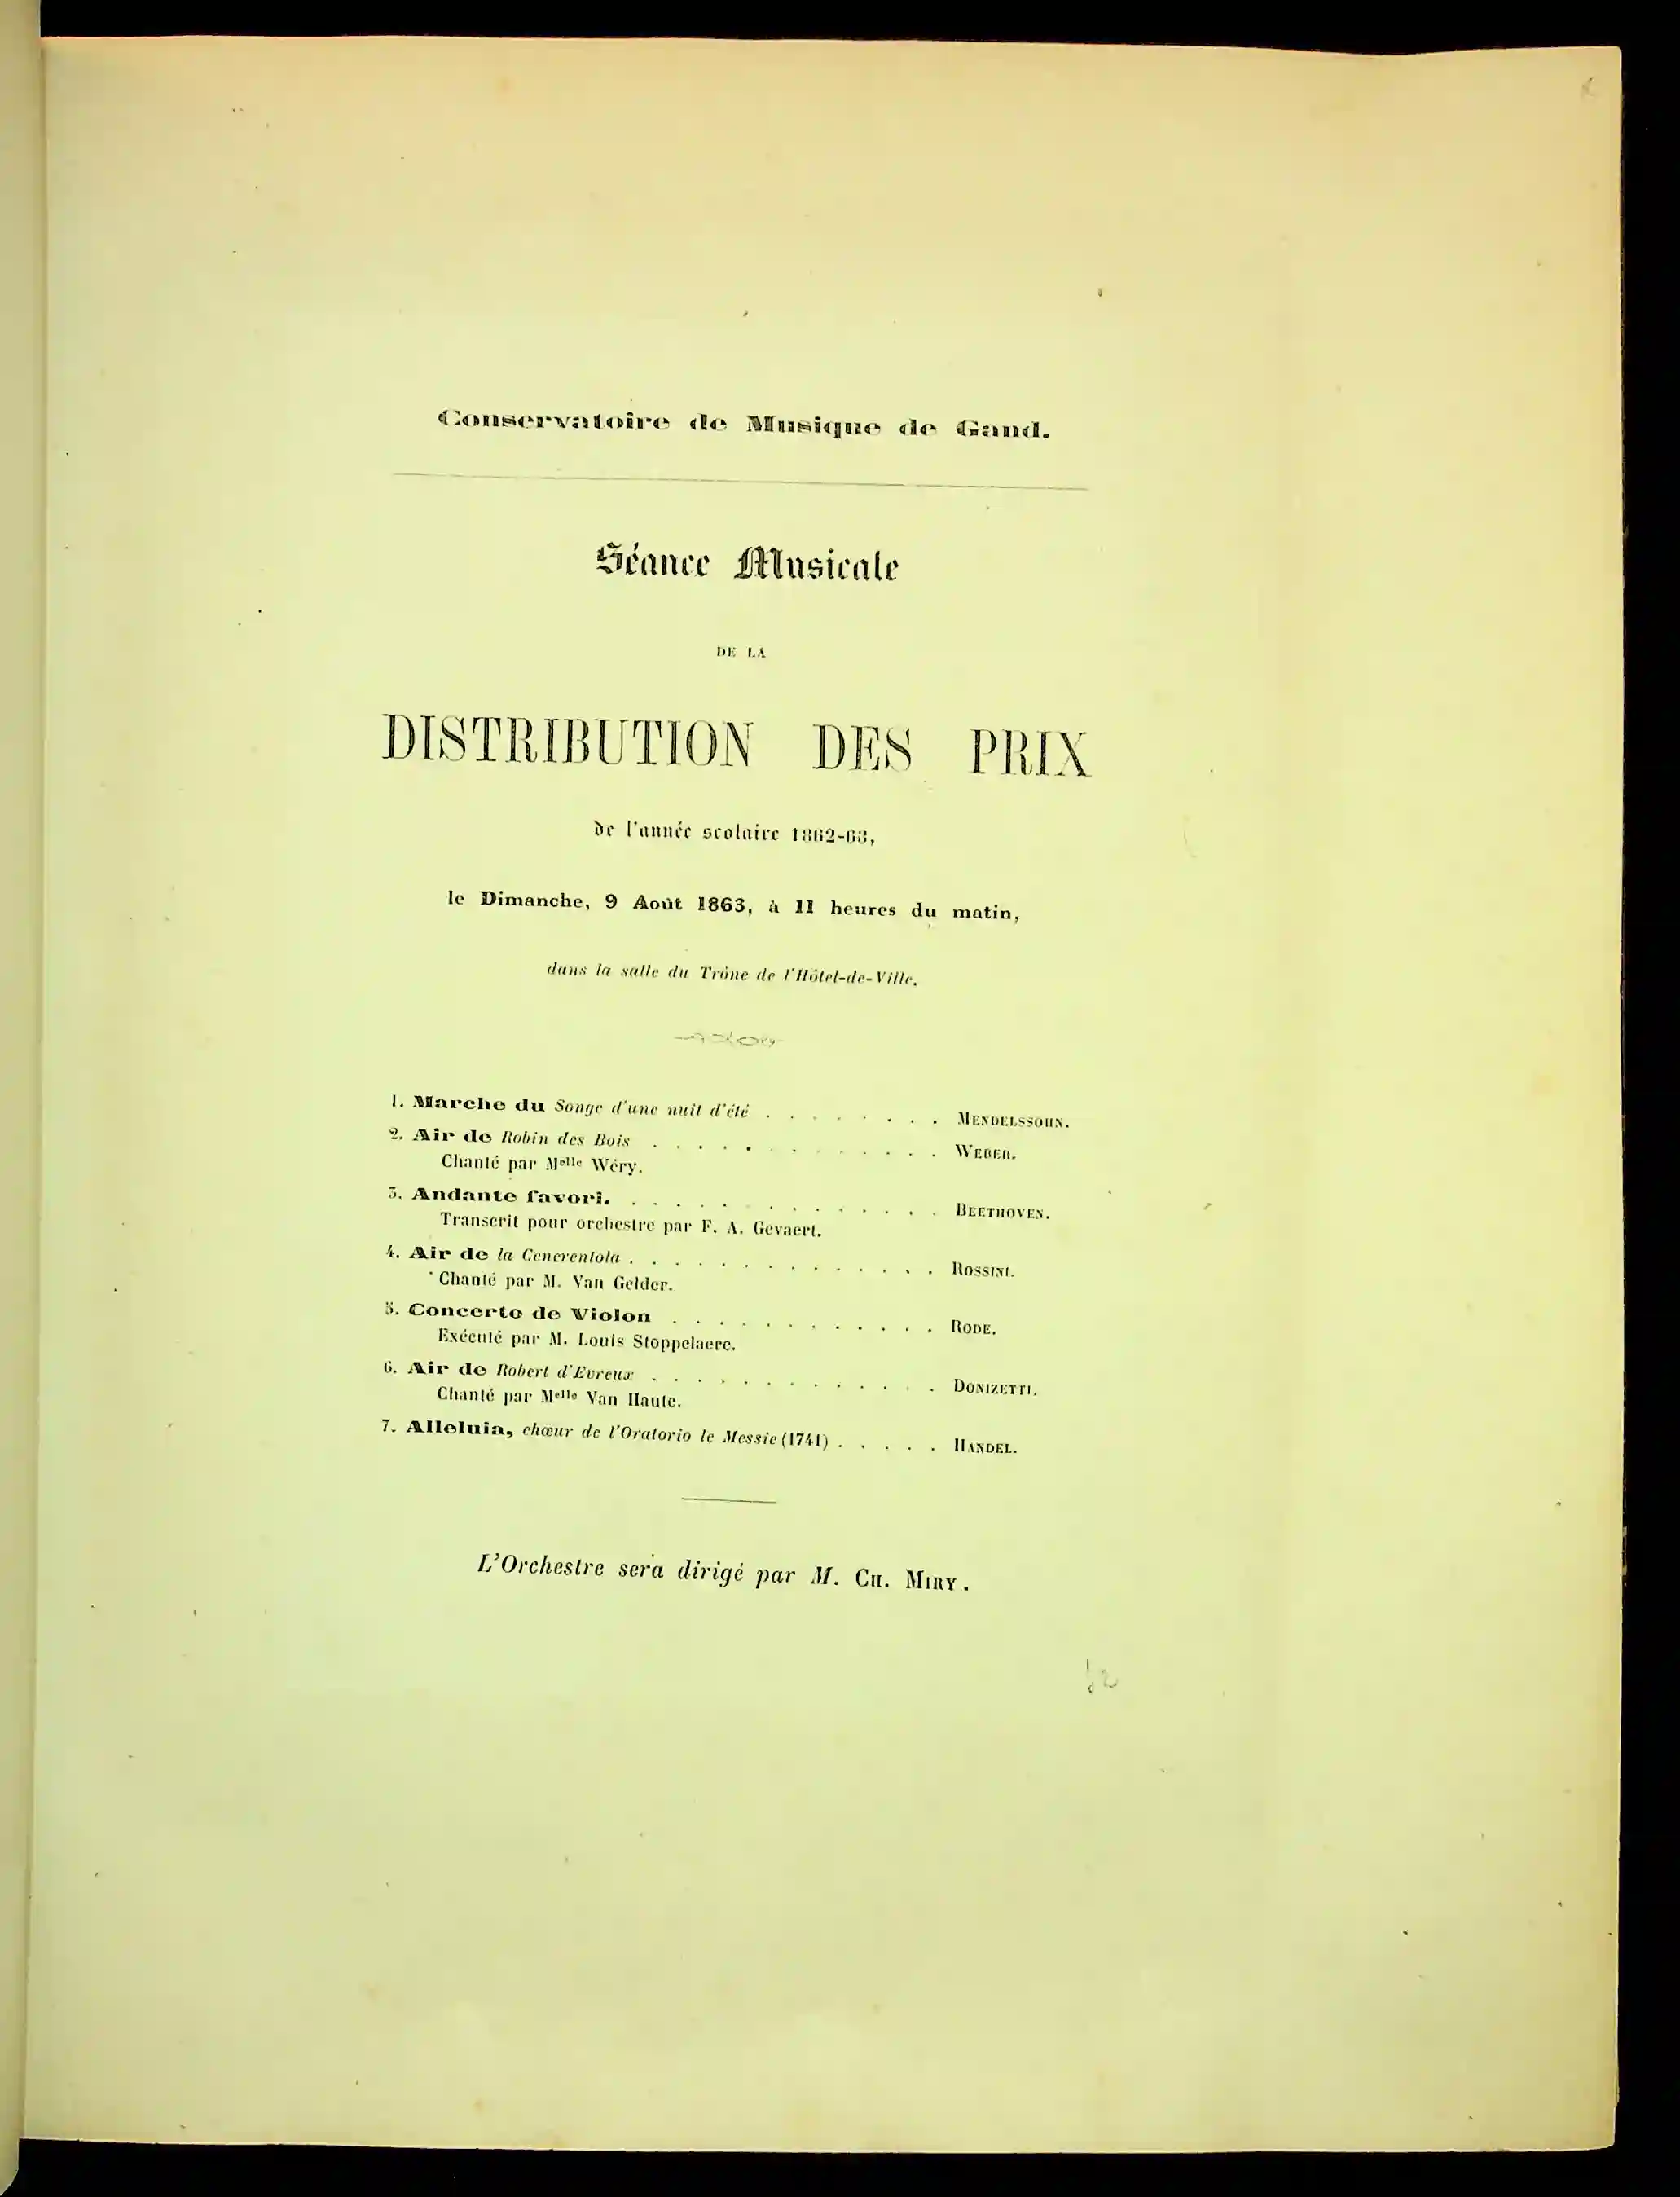 Conservatoire de Musique de Gand.
Séance Musicale
DE LA
DISTRIBUTION DES PRIX
de l'année scolaire 1862-63,
le Dimanche, 9 Août 1863, à 11 heures du matin,
dans la salle du Trône de l'Hôtel-de-Ville.
1. Marche du Songe d'une nuit d'été . . . . . . . . MENDELSSOHN.
2. Air de Robin des Bois . . . . . . . . . . . . . WEBER.
Chanté par Melle Wéry.
3. Andante favori. . . . . . . . . . . . . . . BEETHOVEN.
Transcrit pour orchestre par F. A. Gevaert.
4. Air de la Cenerentola . . . . . . . . . . . . . . ROSSINI.
Chanté par M. Van Gelder.
5. Concerto de Violon . . . . . . . . . . . . RODE.
Exécuté par M. Louis Stoppelaere.
6. Air de Robert d'Evreux . . . . . . . . . . . . . DONIZETTI.
Chanté par Melle Van Haute.
7. Alleluia, chœur de l'Oratorio le Messie (1741) . . . . . HANDEL.
L'Orchestre sera dirigé par M. CH. MIRY.